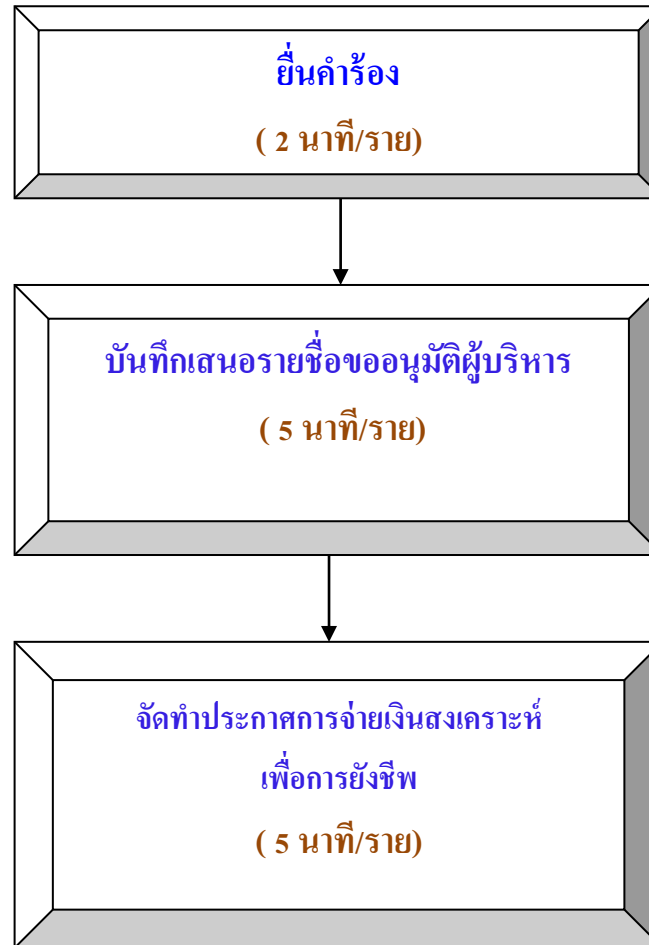 ยื่นคำร้อง
( 2 นาที/ราย)
บันทึกเสนอรายชื่อขออนุมัติผู้บริหาร
( 5 นาที/ราย)
จัดทำประกาศการจ่ายเงินสงเคราะห์
เพื่อการยังชีพ
( 5 นาที/ราย)